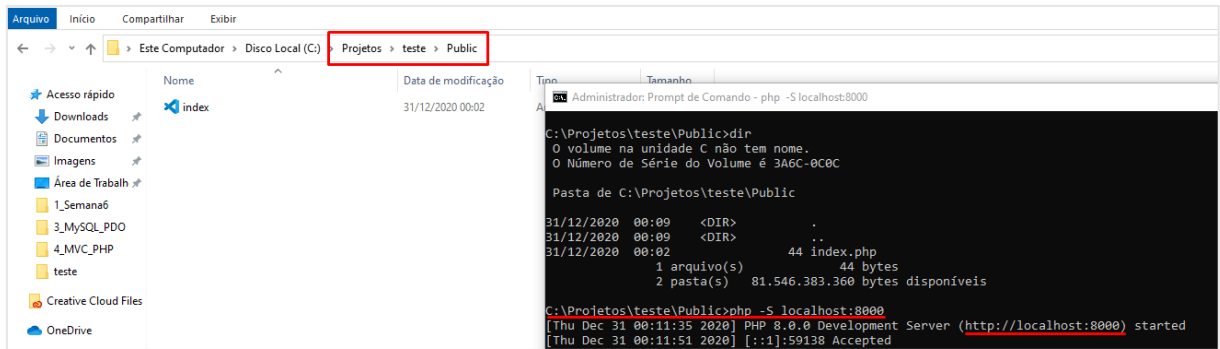 Arquivo Início Compartilhar Exibir
Este Computador > Disco Local (C:) > Projetos > teste > Public
Nome Data de modificação Tipo Tamanho
Acesso rápido
Downloads
Documentos
Imagens
Área de Trabalh
1_Semana6
3_MySQL_PDO
4_MVC_PHP
teste
Creative Cloud Files
OneDrive
index 31/12/2020 00:02
Administrador: Prompt de Comando - php -S localhost:8000
C:\Projetos\teste\Public>dir
O volume na unidade C não tem nome.
O Número de Série do Volume é 3A6C-0C0C
Pasta de C:\Projetos\teste\Public
31/12/2020 00:09 <DIR> .
31/12/2020 00:09 <DIR> ..
31/12/2020 00:02 44 index.php
1 arquivo(s) 44 bytes
2 pasta(s) 81.546.383.360 bytes disponíveis
C:\Projetos\teste\Public>php -S localhost:8000
[Thu Dec 31 00:11:35 2020] PHP 8.0.0 Development Server (http://localhost:8000) started
[Thu Dec 31 00:11:51 2020] [::1]:59138 Accepted